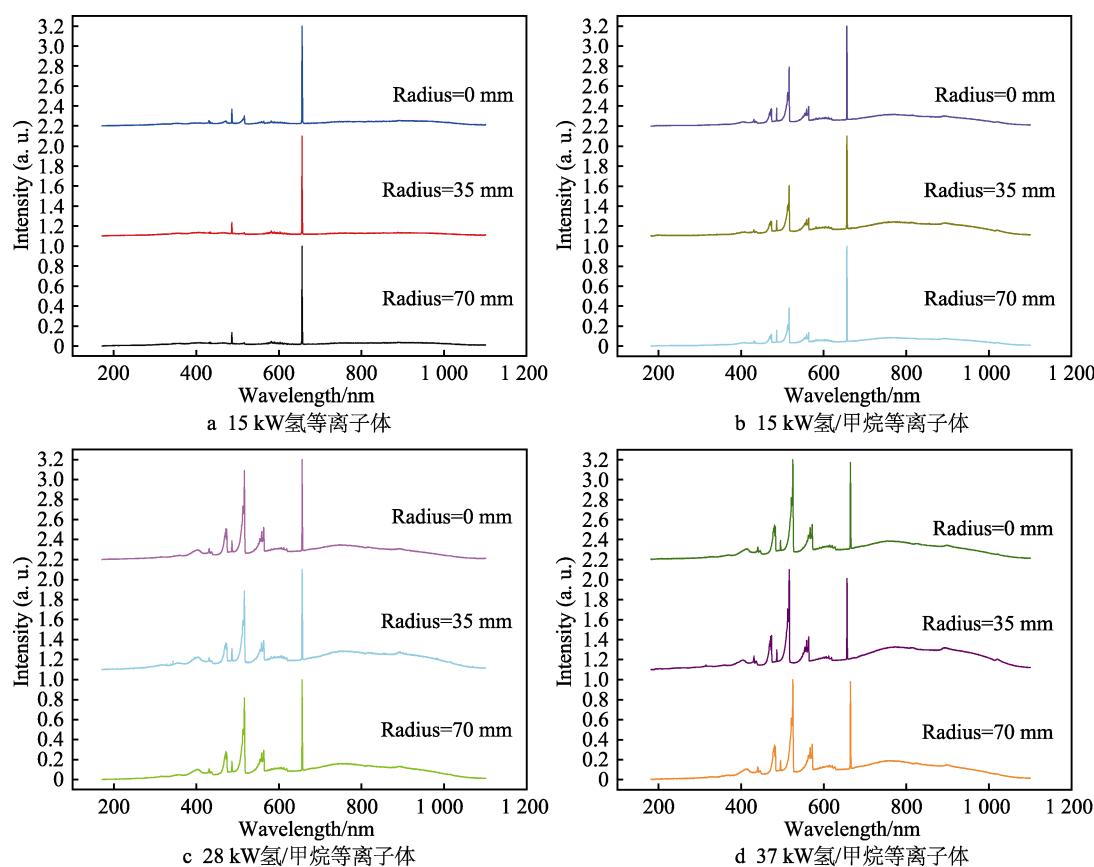 3.2
3.0
2.8
2.6
2.4
2.2
2.0
1.8
1.6
1.4
1.2
1.0
0.8
0.6
0.4
0.2
0
Intensity (a. u.)
Intensity (a. u.)
Radius=0 mm
Radius=35 mm
Radius=70 mm
200 400 600 800 1 000 1 200
Wavelength/nm
a 15 kW氢等离子体
3.2
3.0
2.8
2.6
2.4
2.2
2.0
1.8
1.6
1.4
1.2
1.0
0.8
0.6
0.4
0.2
0
Intensity (a. u.)
Intensity (a. u.)
Radius=0 mm
Radius=35 mm
Radius=70 mm
200 400 600 800 1 000 1 200
Wavelength/nm
b 15 kW氢/甲烷等离子体
3.2
2.8
2.6
2.4
2.2
2.0
1.8
1.6
1.4
1.2
1.0
0.8
0.6
0.4
0.2
0
Intensity (a. u.)
Radius=0 mm
Radius=35 mm
Radius=70 mm
200 400 600 800 1 000 1 200
Wavelength/nm
c 28 kW氢/甲烷等离子体
3.2
2.8
2.6
2.4
2.2
2.0
1.8
1.6
1.4
1.2
1.0
0.8
0.6
0.4
0.2
0
Intensity (a. u.)
Radius=0 mm
Radius=35 mm
Radius=70 mm
200 400 600 800 1 000 1 200
Wavelength/nm
d 37 kW氢/甲烷等离子体